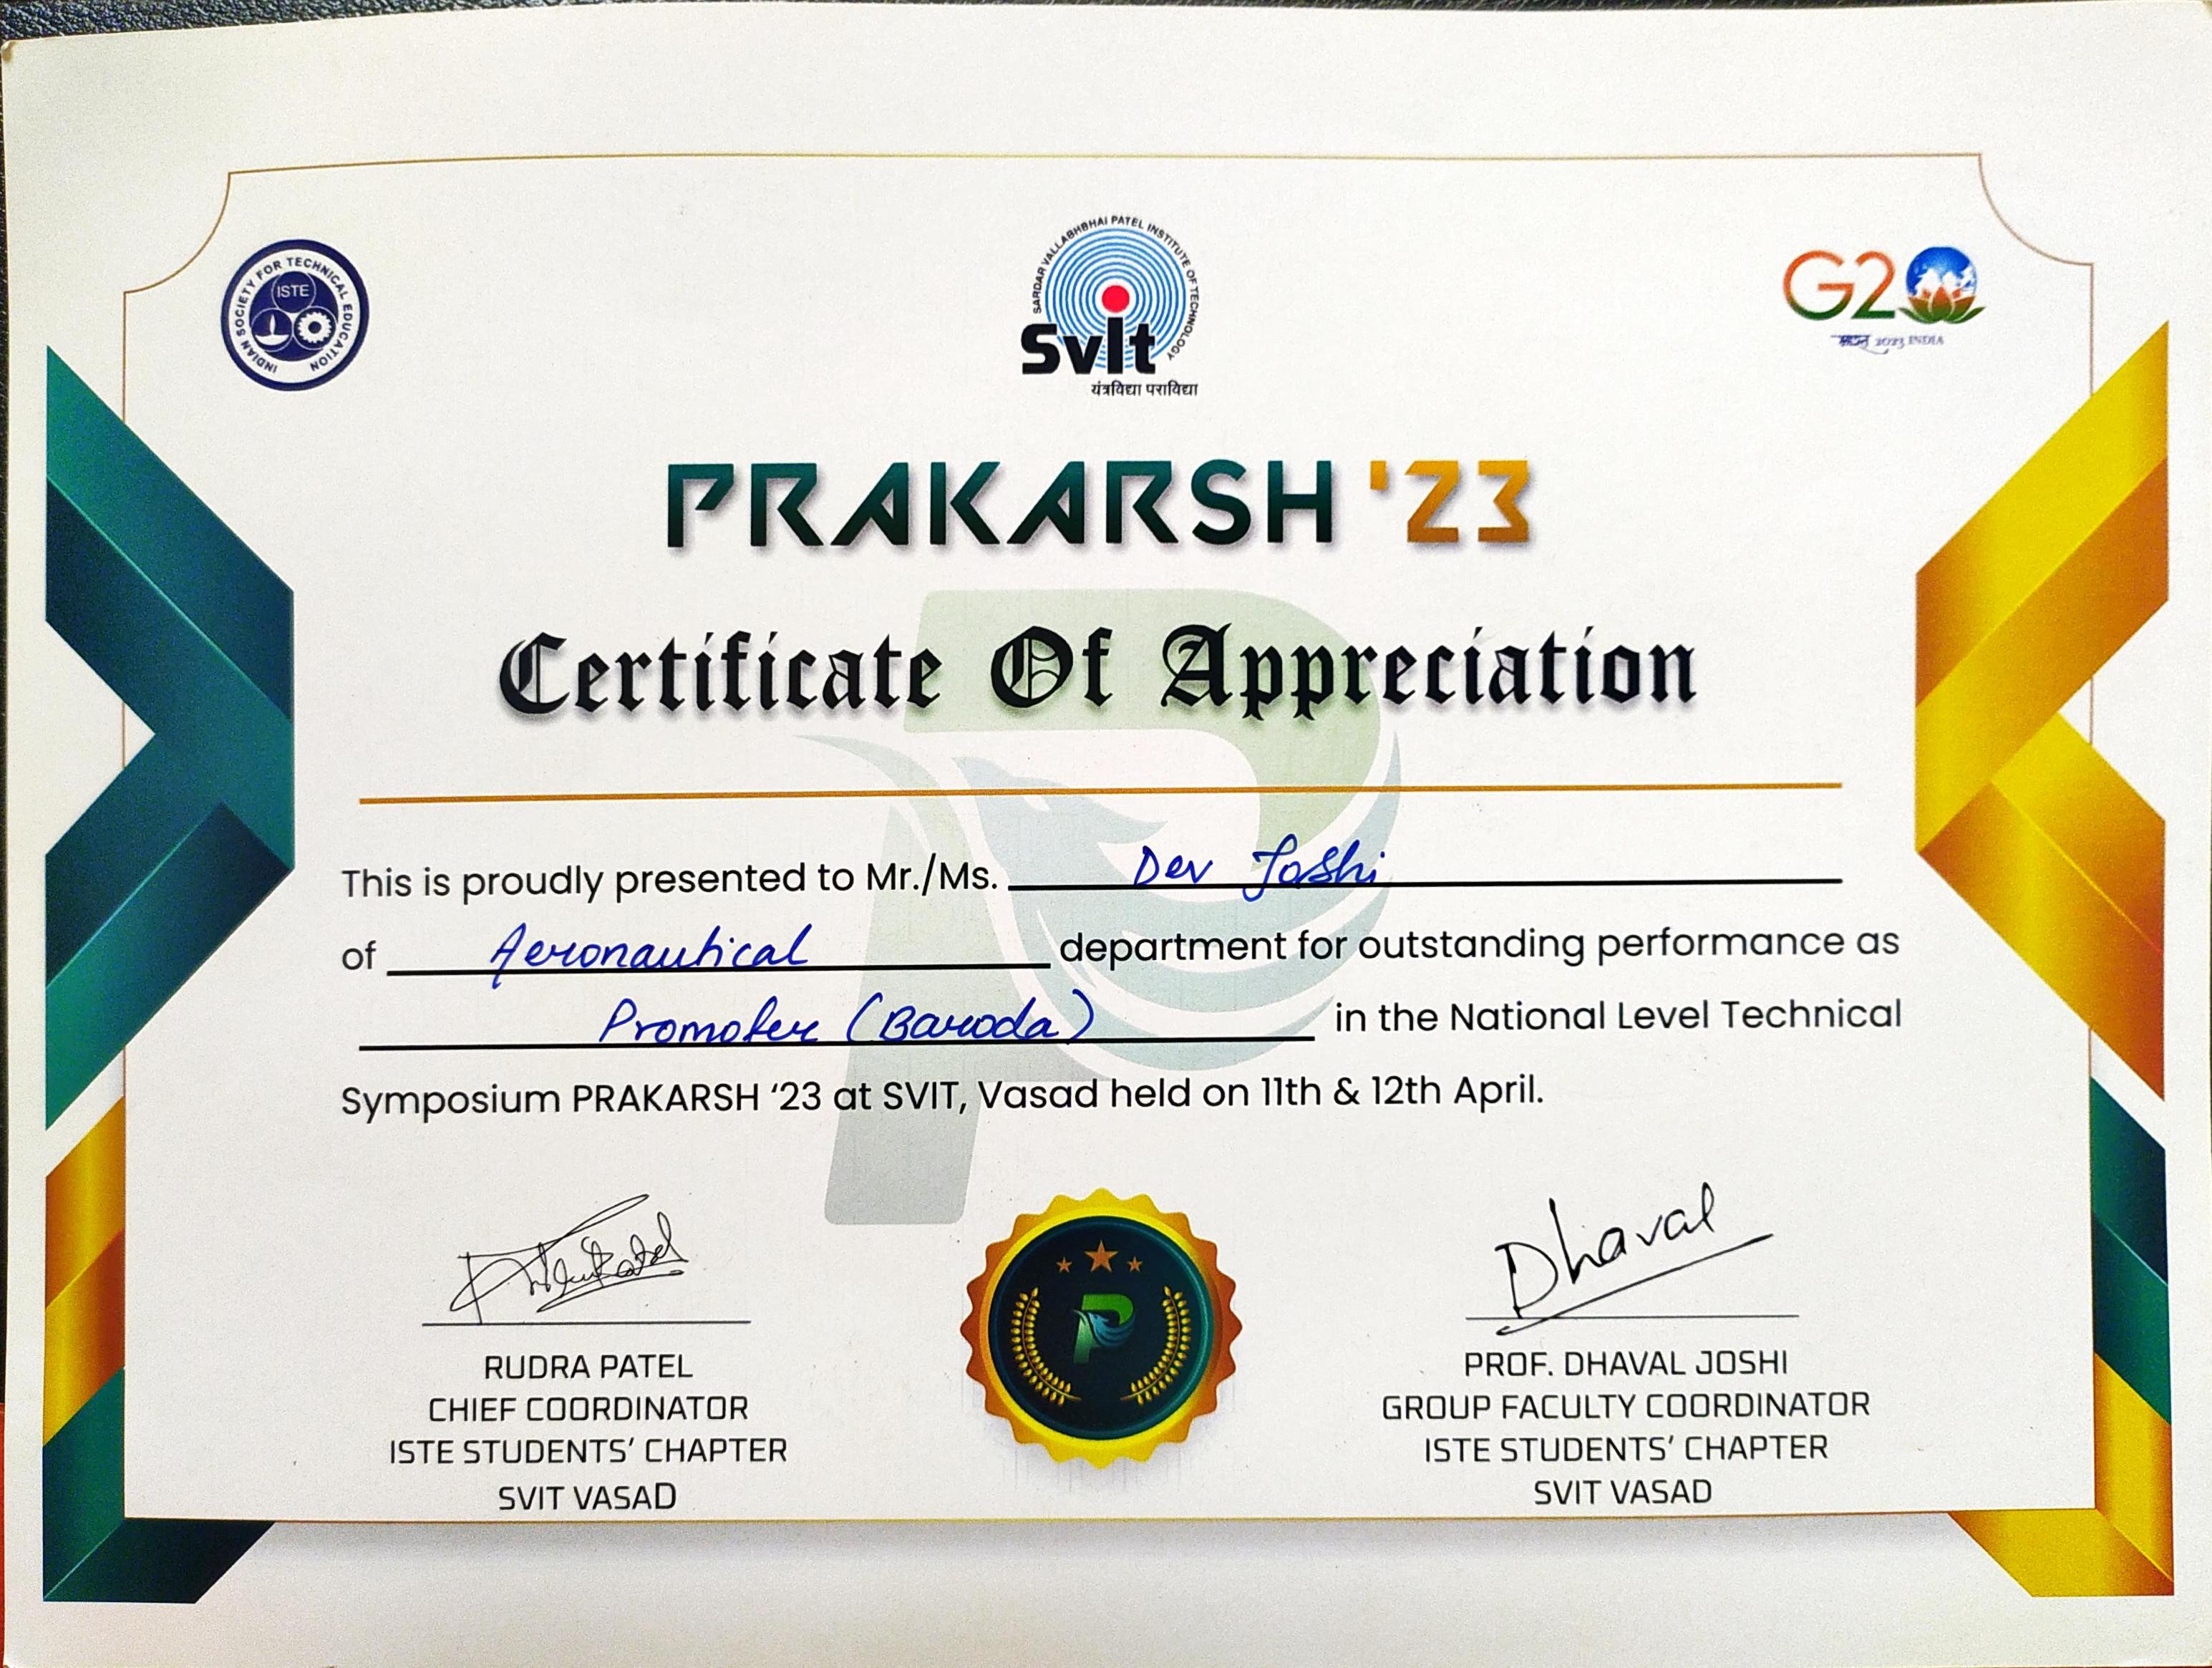 INDIAN SOCIETY FOR TECHNICAL EDUCATION
ISTE
SARDAR VALLABHBHAI PATEL INSTITUTE OF TECHNOLOGY
SVIT
यंत्रविद्या पराविद्या
G20
भारत 2023 INDIA
PRAKARSH '23
Certificate Of Appreciation
This is proudly presented to Mr./Ms. Dev Joshi
of Aeronautical department for outstanding performance as
Promoter (Baroda) in the National Level Technical
Symposium PRAKARSH '23 at SVIT, Vasad held on 11th & 12th April.
Dhaval
RUDRA PATEL
CHIEF COORDINATOR
ISTE STUDENTS' CHAPTER
SVIT VASAD
PROF. DHAVAL JOSHI
GROUP FACULTY COORDINATOR
ISTE STUDENTS' CHAPTER
SVIT VASAD